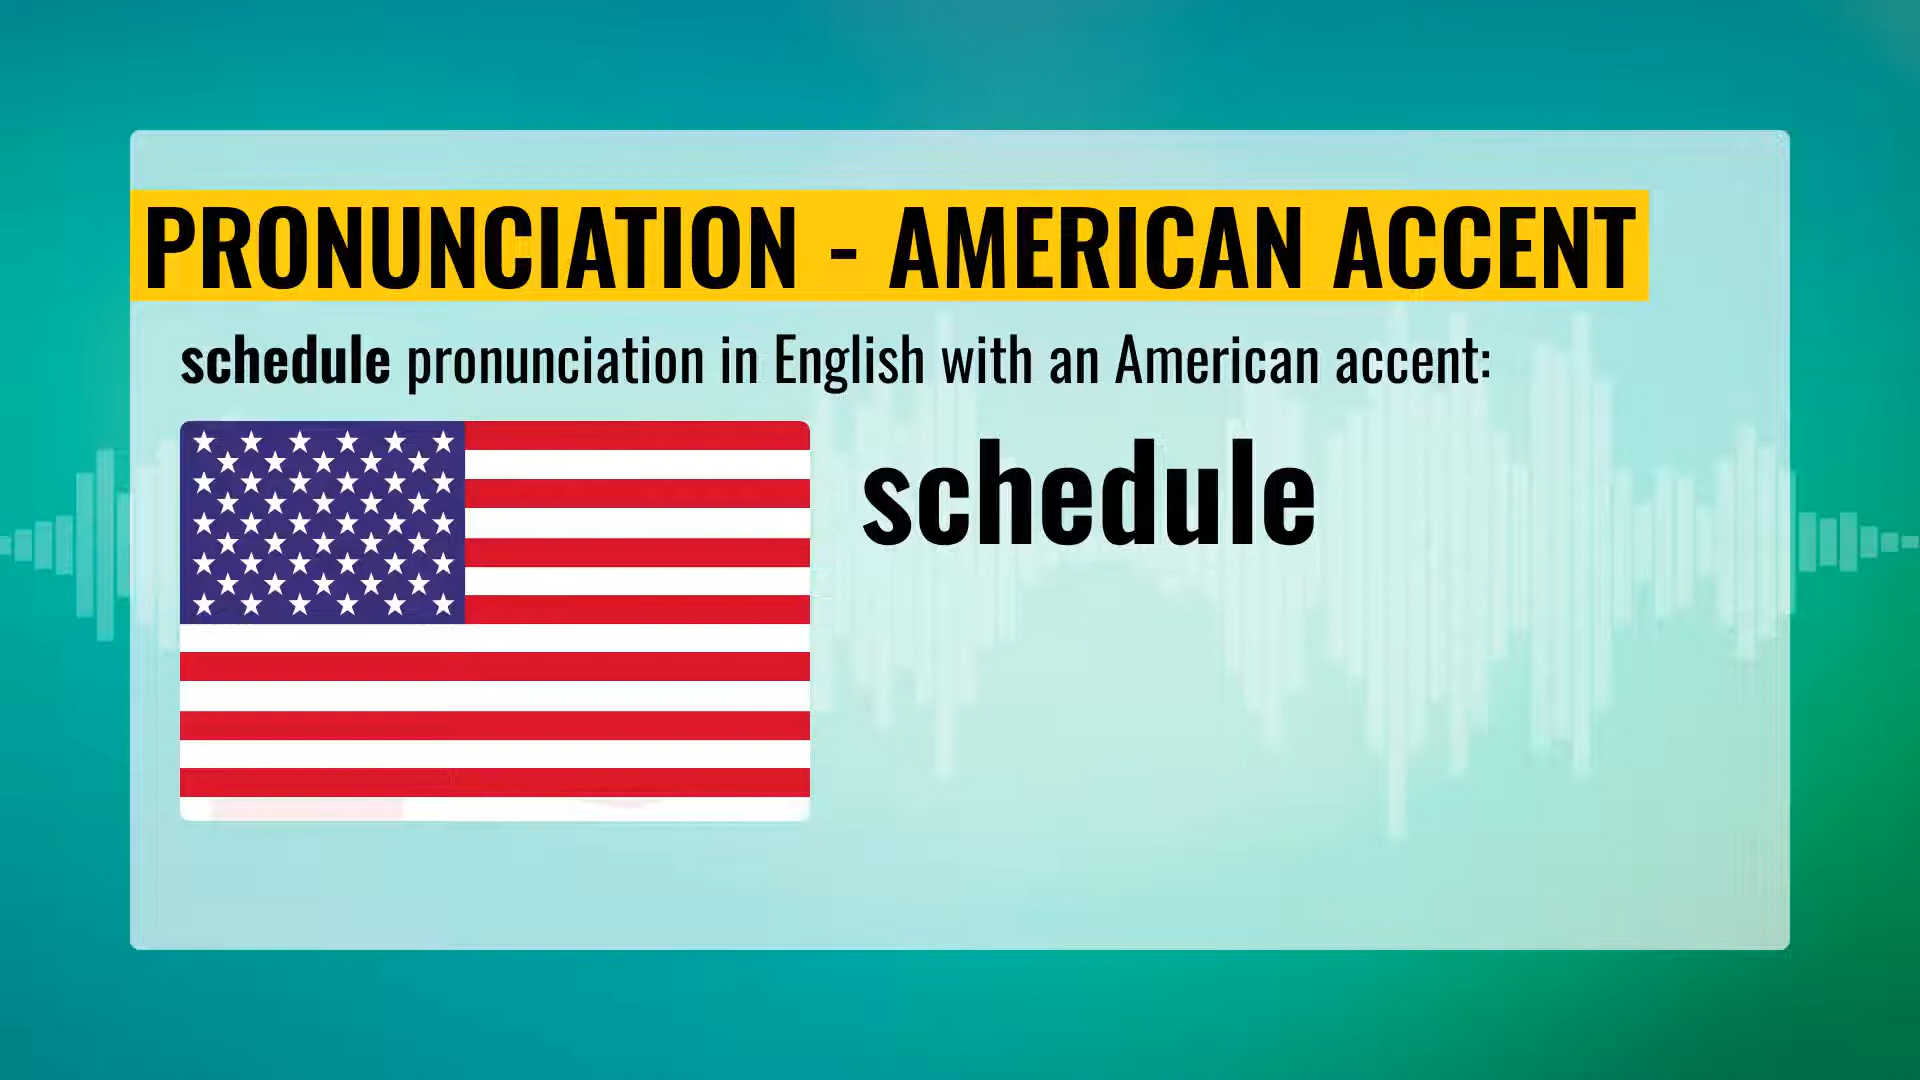 PRONUNCIATION - AMERICAN ACCENT
schedule pronunciation in English with an American accent:
schedule